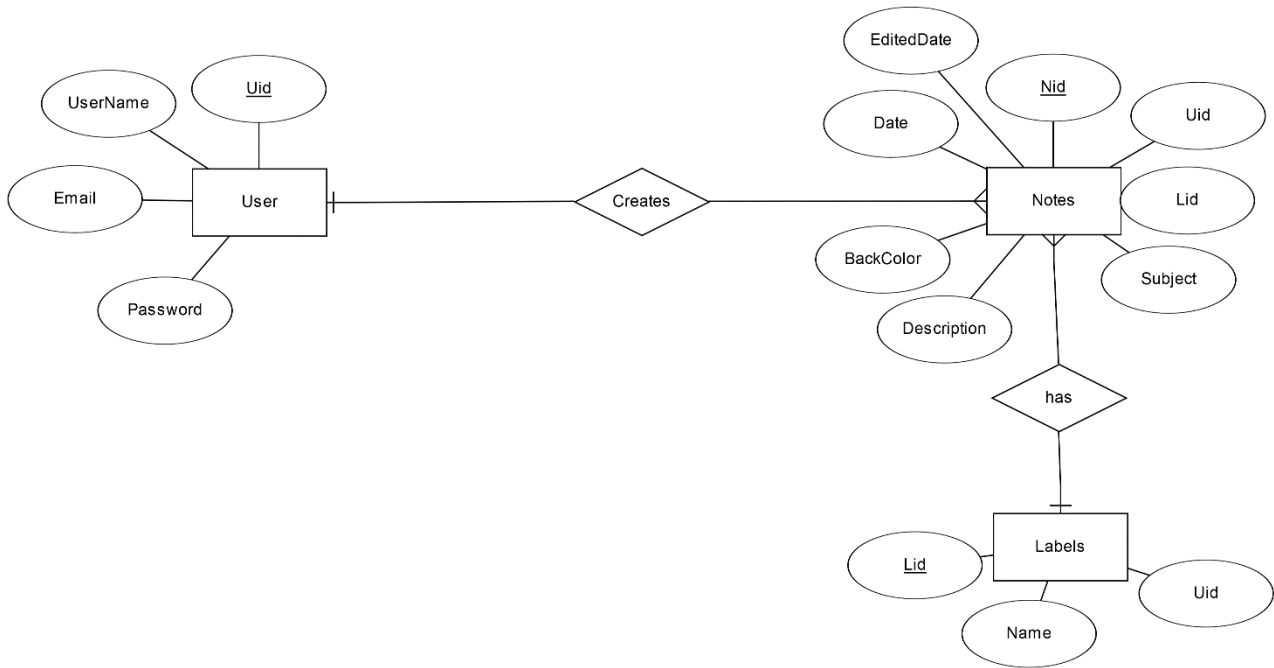 EditedDate
Uid
Nid
UserName
Uid
Date
Email
User
Creates
Notes
Lid
BackColor
Subject
Password
Description
has
Labels
Lid
Uid
Name